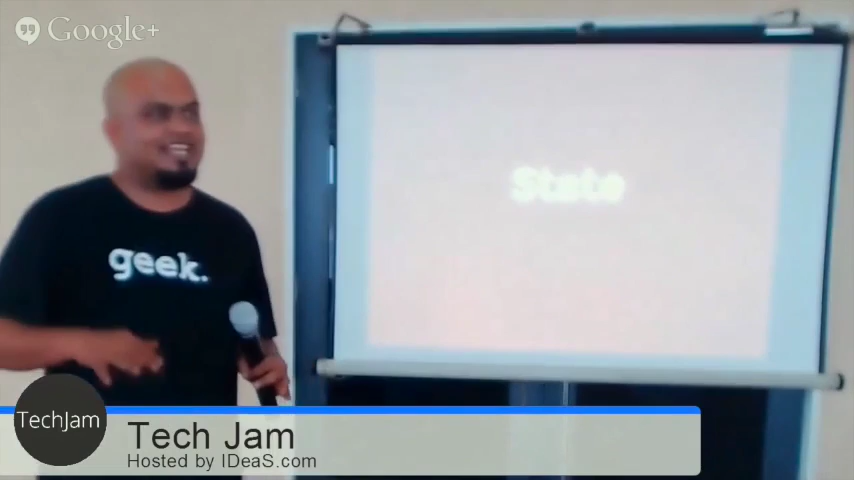 Google+
State
geek.
TechJam
Tech Jam
Hosted by IDeaS.com